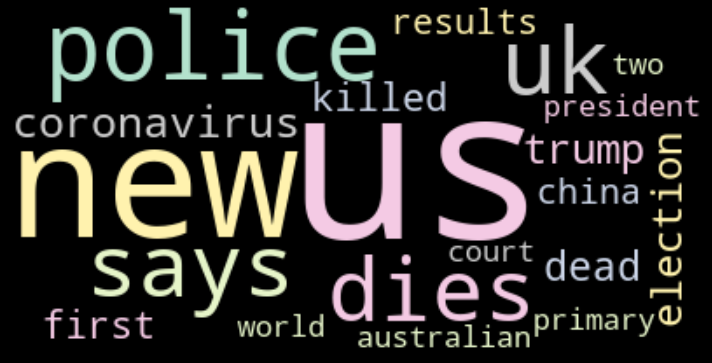 police
results
uk
two
killed
president
coronavirus
us
new
trump
election
china
says
court
dies
dead
first
world
australian
primary